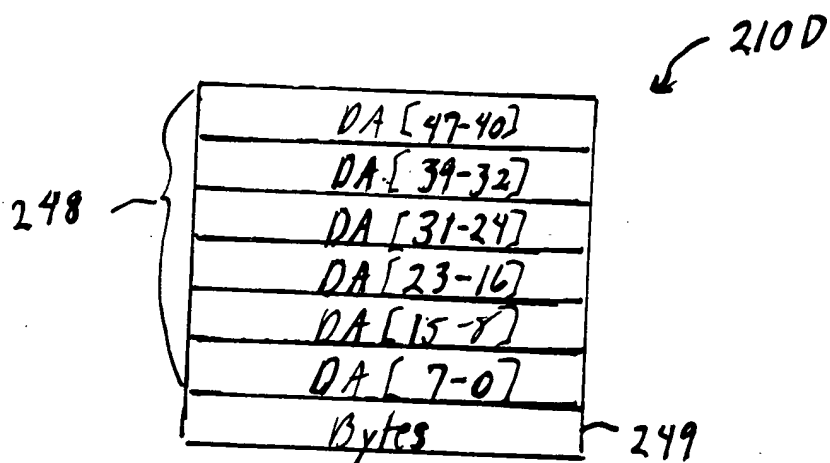 210D
DA [47-40]
DA [39-32]
248
DA [31-24]
DA [23-16]
DA [15-8]
DA [7-0]
Bytes
249